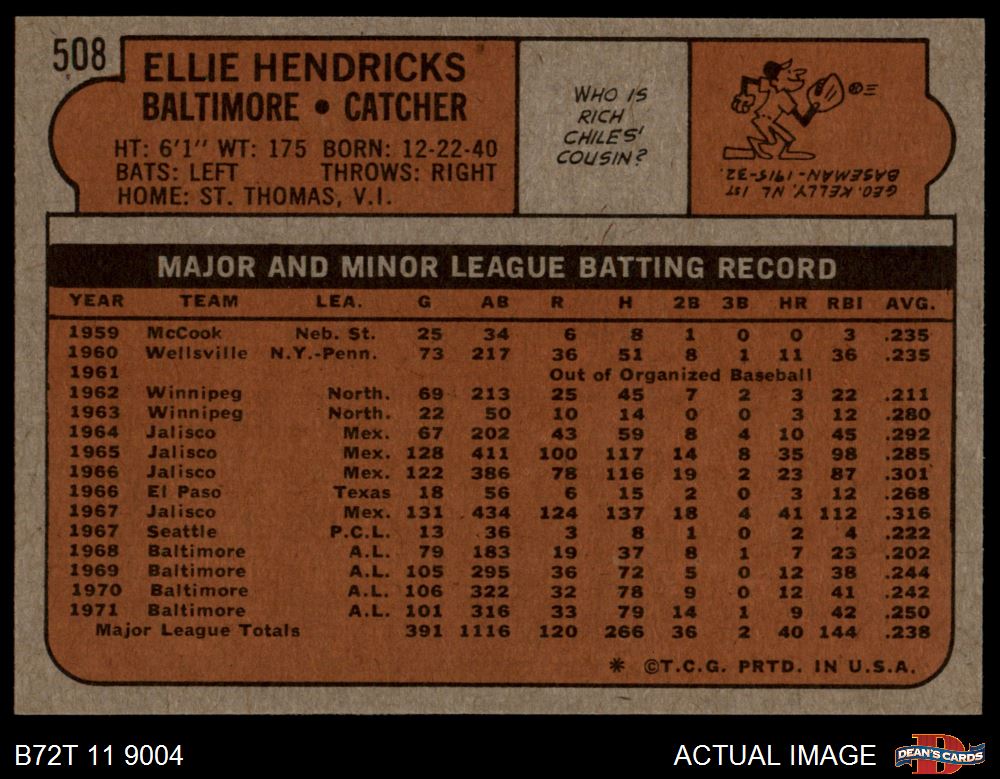 508
ELLIE HENDRICKS
BALTIMORE • CATCHER
HT: 6'1" WT: 175 BORN: 12-22-40
BATS: LEFT THROWS: RIGHT
HOME: ST. THOMAS, V.I.
WHO IS
RICH
CHILES'
COUSIN?
GEO. KELLY, NL 1ST
BASEMAN-1915-32.
MAJOR AND MINOR LEAGUE BATTING RECORD
YEAR TEAM LEA. G AB R H 2B 3B HR RBI AVG.
1959 McCook Neb. St. 25 34 6 8 1 0 0 3 .235
1960 Wellsville N.Y.-Penn. 73 217 36 51 8 1 11 36 .235
1961 Out of Organized Baseball
1962 Winnipeg North. 69 213 25 45 7 2 3 22 .211
1963 Winnipeg North. 22 50 10 14 0 0 3 12 .280
1964 Jalisco Mex. 67 202 43 59 8 4 10 45 .292
1965 Jalisco Mex. 128 411 100 117 14 8 35 98 .285
1966 Jalisco Mex. 122 386 78 116 19 2 23 87 .301
1966 El Paso Texas 18 56 6 15 2 0 3 12 .268
1967 Jalisco Mex. 131 434 124 137 18 4 41 112 .316
1967 Seattle P.C.L. 13 36 3 8 1 0 2 4 .222
1968 Baltimore A.L. 79 183 19 37 8 1 7 23 .202
1969 Baltimore A.L. 105 295 36 72 5 0 12 38 .244
1970 Baltimore A.L. 106 322 32 78 9 0 12 41 .242
1971 Baltimore A.L. 101 316 33 79 14 1 9 42 .250
Major League Totals 391 1116 120 266 36 2 40 144 .238
* ©T.C.G. PRTD. IN U.S.A.
B72T 11 9004
ACTUAL IMAGE
DEAN'S CARDS